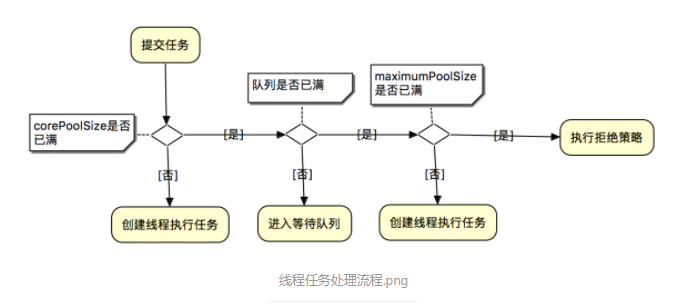 提交任务
队列是否已满
maximumPoolSize
是否已满
corePoolSize是否
已满
[是]
[是]
[是]
执行拒绝策略
[否]
[否]
[否]
创建线程执行任务
进入等待队列
创建线程执行任务
线程任务处理流程.png